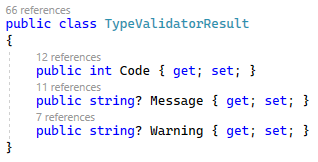 66 references
public class TypeValidatorResult
{
12 references
public int Code { get; set; }
11 references
public string? Message { get; set; }
7 references
public string? Warning { get; set; }
}